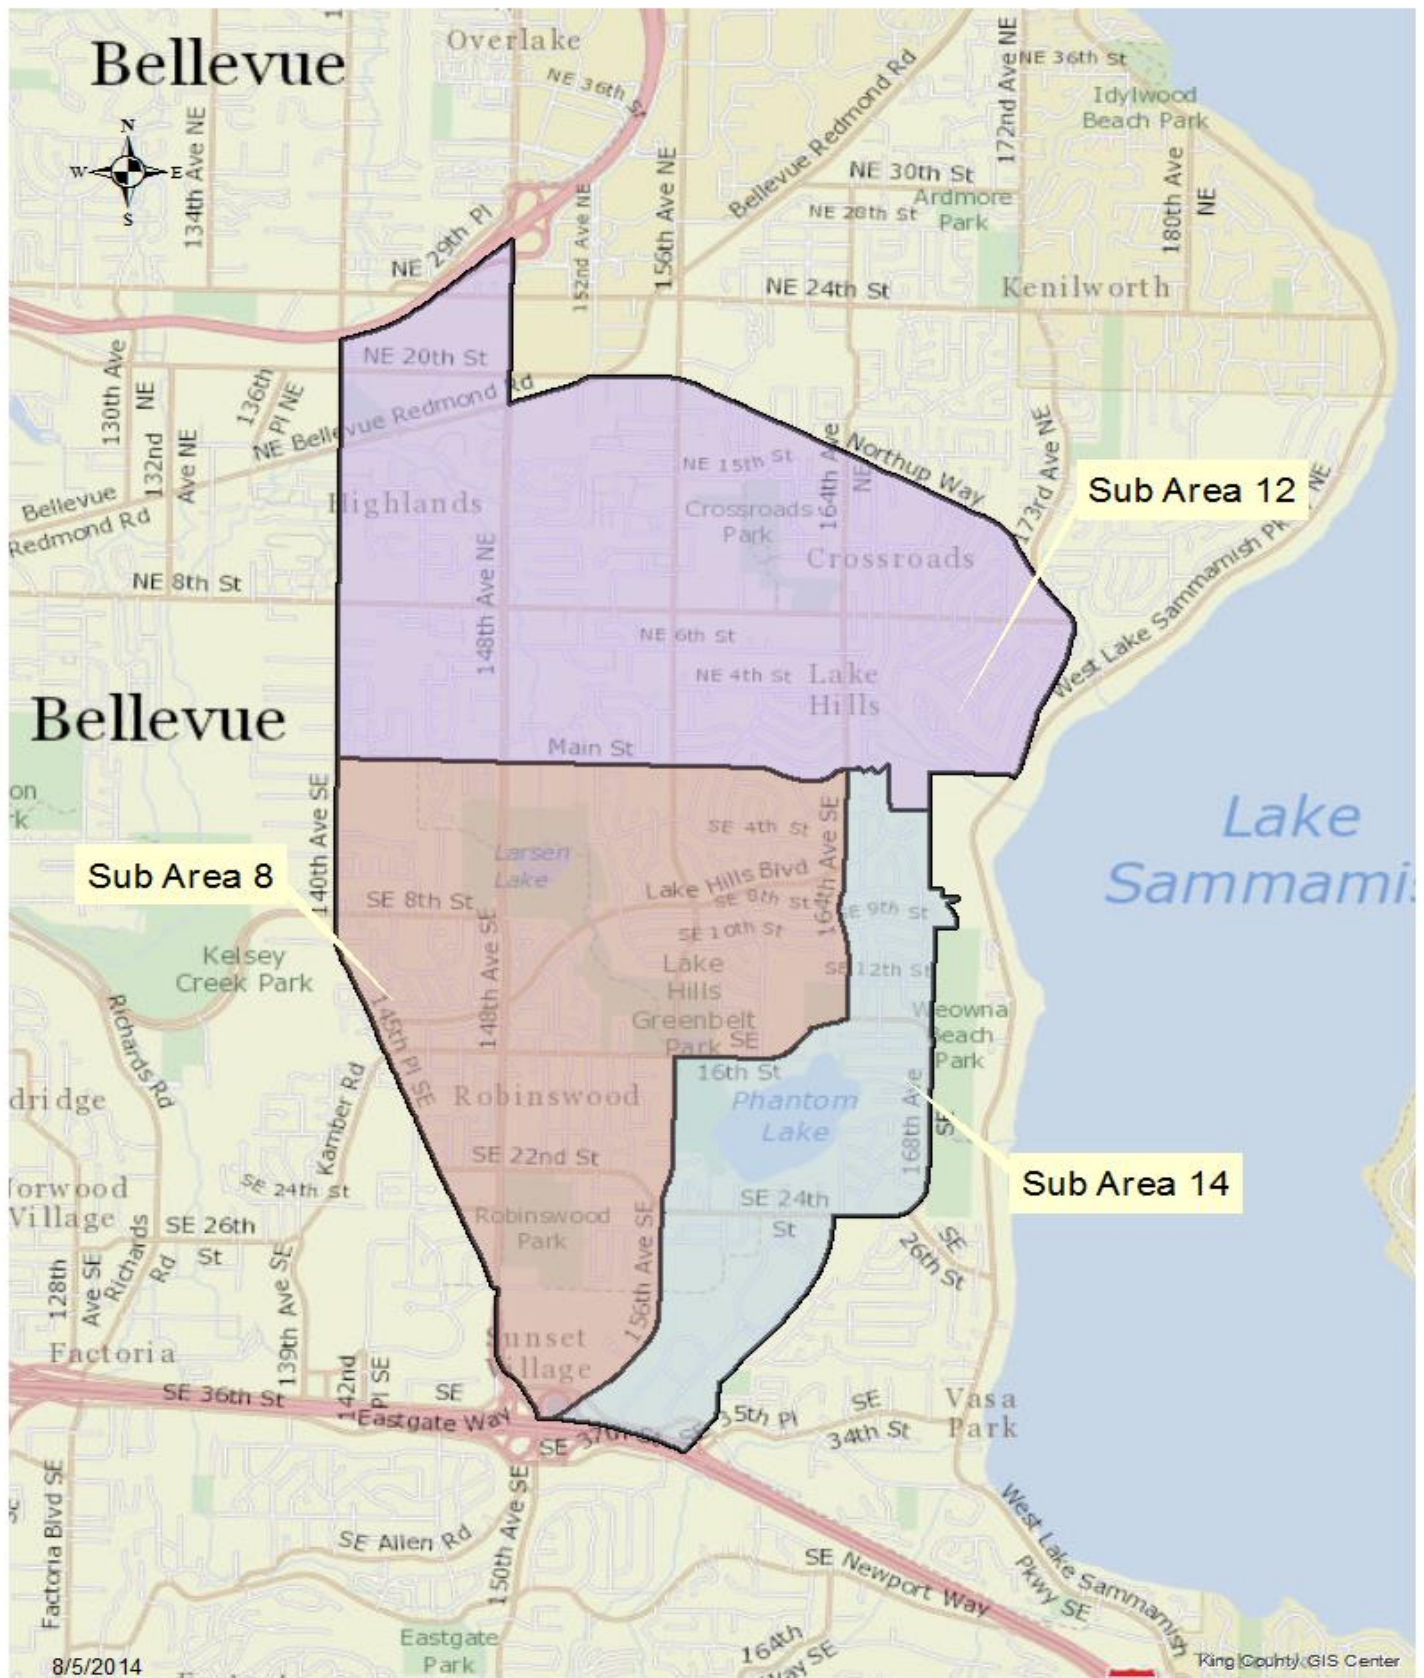 Bellevue
Overlake
NE 36th St
172nd Ave NE
NE 36th St
Idylwood
Beach Park
Bellevue Redmond Rd
N
W
E
S
134th Ave NE
NE 29th Pl
152nd Ave NE
156th Ave NE
NE 30th St
NE 28th St
Ardmore
Park
180th Ave
NE
NE 24th St
Kenilworth
NE 20th St
130th Ave
NE
132nd
Ave NE
136th
Pl NE
NE Bellevue Redmond Rd
Bellevue
Redmond Rd
Highlands
NE 15th St
Crossroads
Park
164th Ave
NE
Northup Way
173rd Ave NE
Sub Area 12
Crossroads
NE 8th St
148th Ave NE
NE 6th St
NE 4th St
Lake
Hills
West Lake Sammamish Pkwy NE
Bellevue
Main St
on
k
140th Ave SE
Sub Area 8
Larsen
Lake
SE 4th St
Lake Hills Blvd
SE 8th St
SE 8th St
SE 10th St
164th Ave SE
SE 9th St
SE 12th St
Lake
Sammamis
Kelsey
Creek Park
148th Ave SE
145th Pl SE
Lake
Hills
Greenbelt
Park
SE
16th St
Weowna
Beach
Park
Richards Rd
Kamber Rd
dridge
Robinswood
Phantom
Lake
168th Ave
SE
SE 22nd St
Sub Area 14
SE 24th St
SE 24th
St
Norwood
Village
Richards
Rd
SE 26th
St
Robinswood
Park
156th Ave SE
SE
26th St
128th
Ave SE
139th Ave SE
Factoria
Sunset
Village
142nd
Pl SE
SE
SE 36th St
Eastgate Way
SE 37th St
SE 35th Pl
SE
34th St
Vasa
Park
Factoria Blvd SE
SE Allen Rd
150th Ave SE
SE Newport Way
West Lake Sammamish
Pkwy SE
Eastgate
Park
164th
Way SE
8/5/2014
King County GIS Center